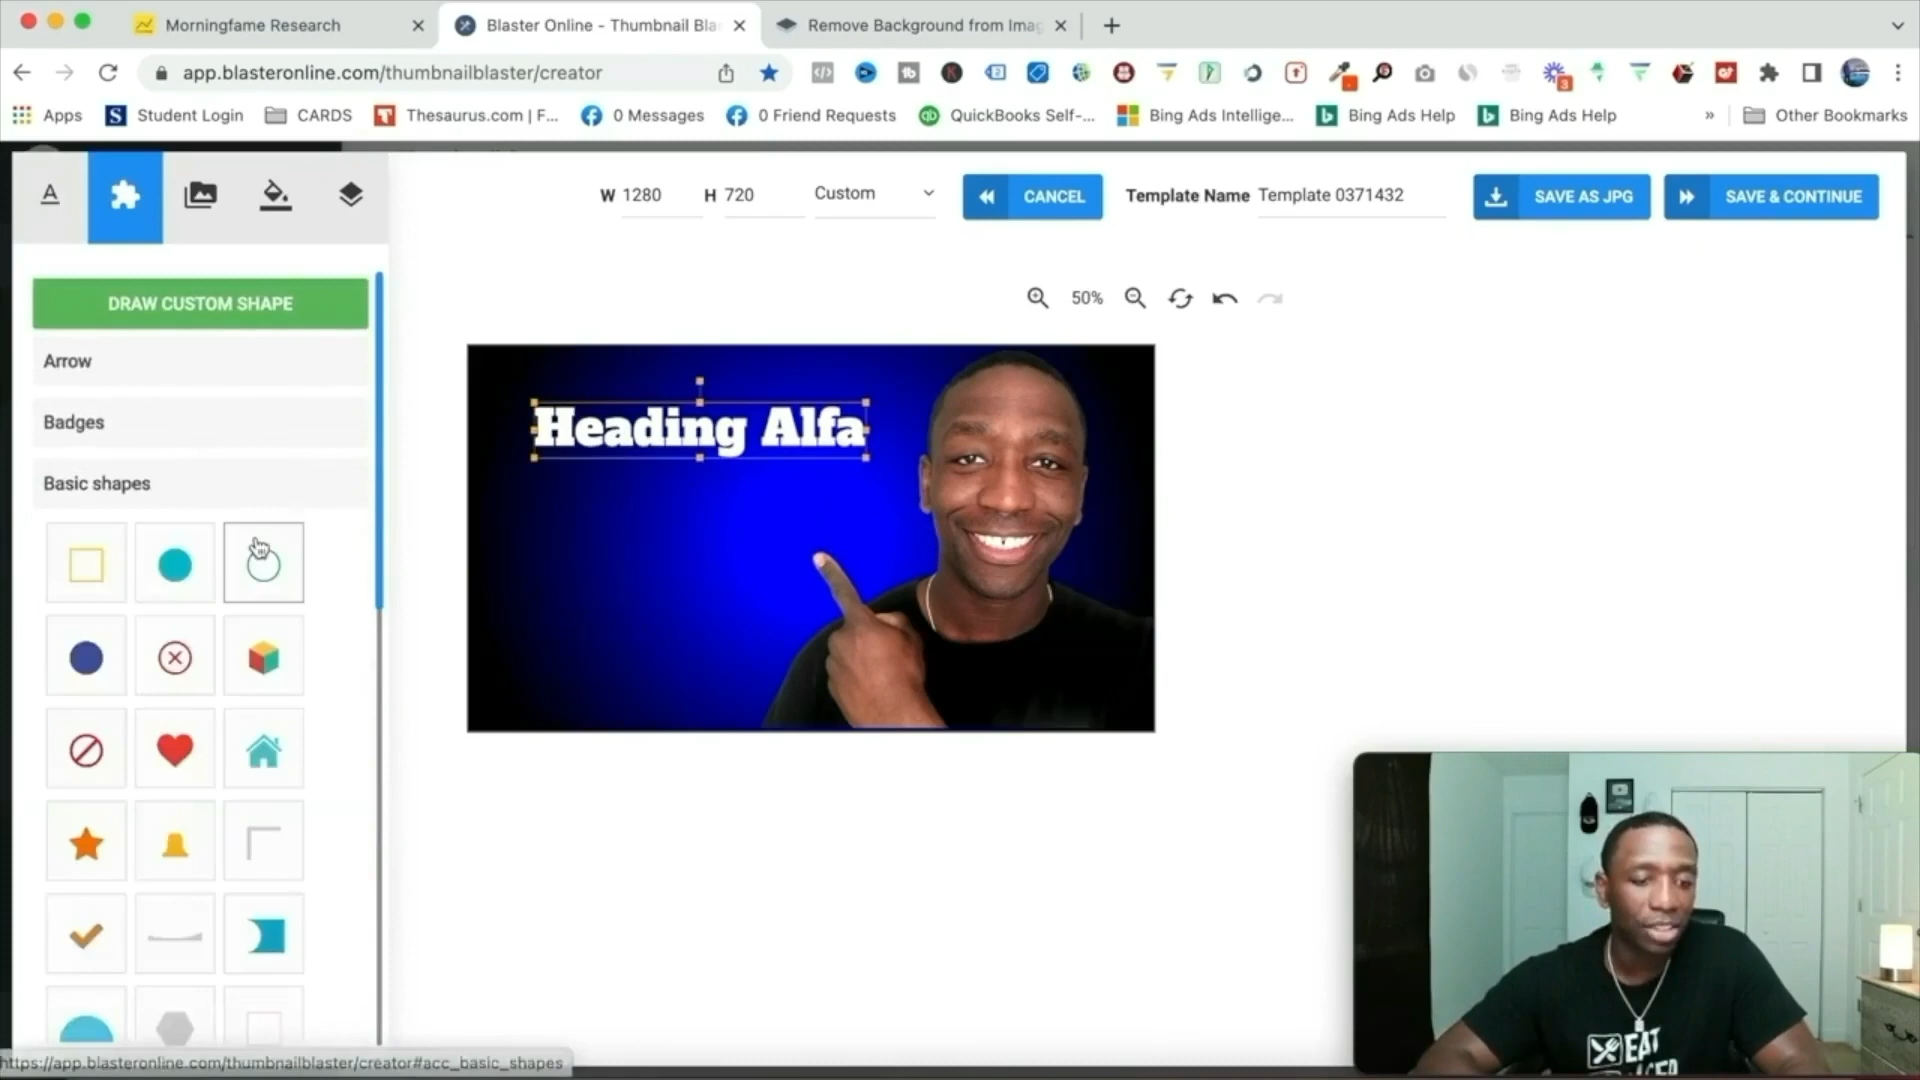 Morningfame Research
Blaster Online - Thumbnail Bla
Remove Background from Imag
app.blasteronline.com/thumbnailblaster/creator
Apps
Student Login
CARDS
Thesaurus.com | F...
0 Messages
0 Friend Requests
QuickBooks Self-...
Bing Ads Intellige...
Bing Ads Help
Bing Ads Help
»
Other Bookmarks
W 1280
H 720
Custom
CANCEL
Template Name Template 0371432
SAVE AS JPG
SAVE & CONTINUE
50%
DRAW CUSTOM SHAPE
Arrow
Badges
Basic shapes
Heading Alfa
EAT
https://app.blasteronline.com/thumbnailblaster/creator#acc_basic_shapes